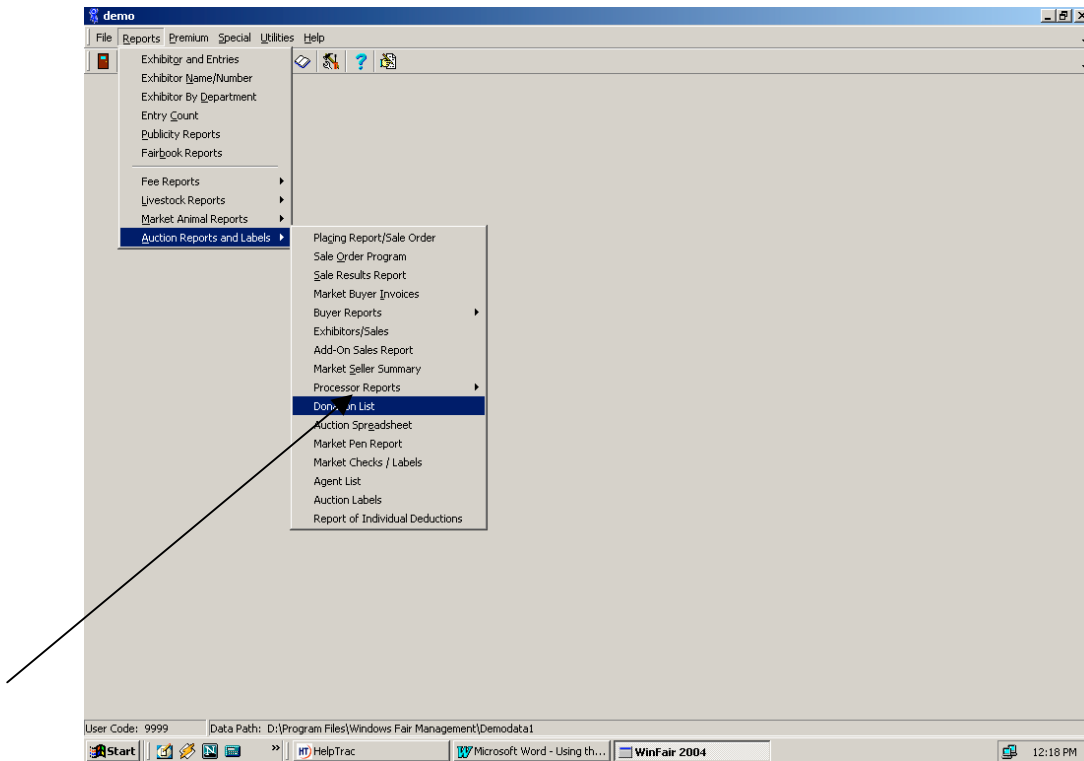 demo
File Reports Premium Special Utilities Help
Exhibitor and Entries
Exhibitor Name/Number
Exhibitor By Department
Entry Count
Publicity Reports
Fairbook Reports
Fee Reports
Livestock Reports
Market Animal Reports
Auction Reports and Labels
Placing Report/Sale Order
Sale Order Program
Sale Results Report
Market Buyer Invoices
Buyer Reports
Exhibitors/Sales
Add-On Sales Report
Market Seller Summary
Processor Reports
List
Auction Spreadsheet
Market Pen Report
Market Checks / Labels
Agent List
Auction Labels
Report of Individual Deductions
User Code: 9999 Data Path: D:\Program Files\Windows Fair Management\Demodata1
Start » HT HelpTrac Microsoft Word - Using th... WinFair 2004 12:18 PM